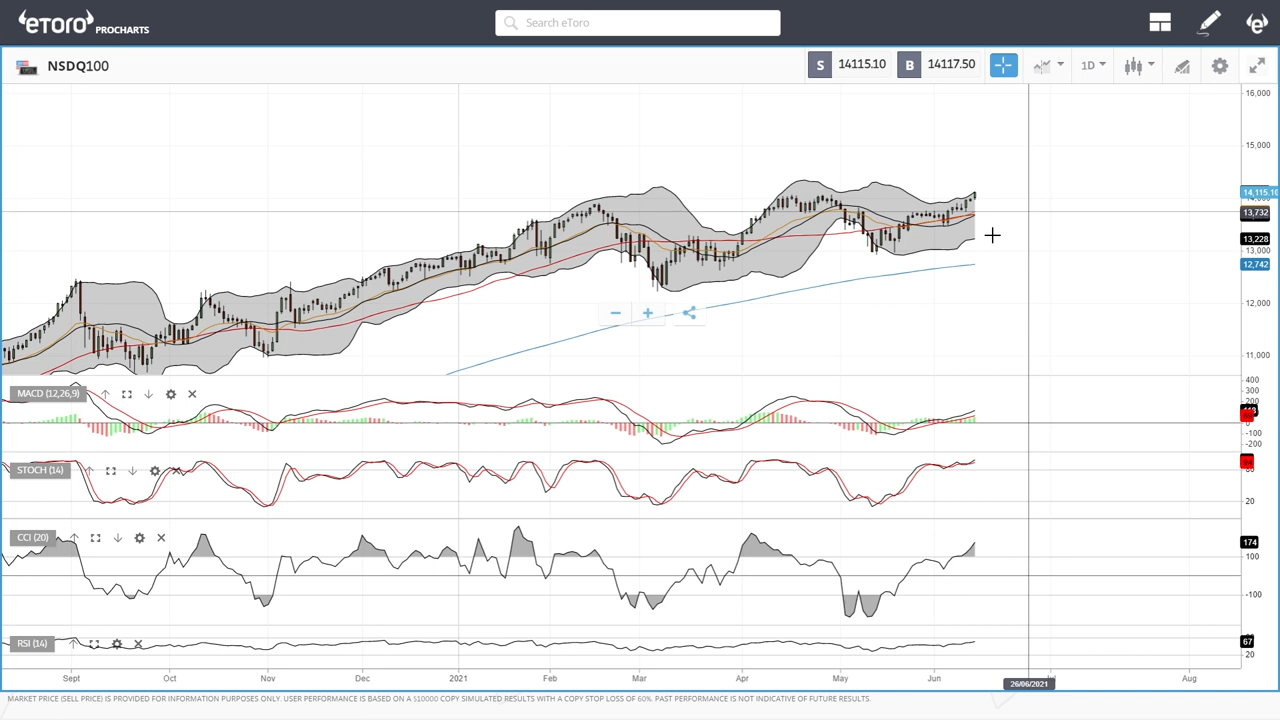 eToro PROCHARTS
Search eToro
NSDQ100
S 14115.10 B 14117.50
1D
16,000
15,000
14,115.10
13,732
13,228
13,000
12,742
12,000
11,000
MACD (12,26,9)
400
300
200
-100
-200
STOCH (14)
20
CCI (20)
174
100
-100
RSI (14)
67
20
Sept Oct Nov Dec 2021 Feb Mar Apr May Jun Aug
26/06/2021
MARKET PRICE (SELL PRICE) IS PROVIDED FOR INFORMATION PURPOSES ONLY. USER PERFORMANCE IS BASED ON A $10000 COPY SIMULATED RESULTS WITH A COPY STOP LOSS OF 60%. PAST PERFORMANCE IS NOT INDICATIVE OF FUTURE RESULTS.